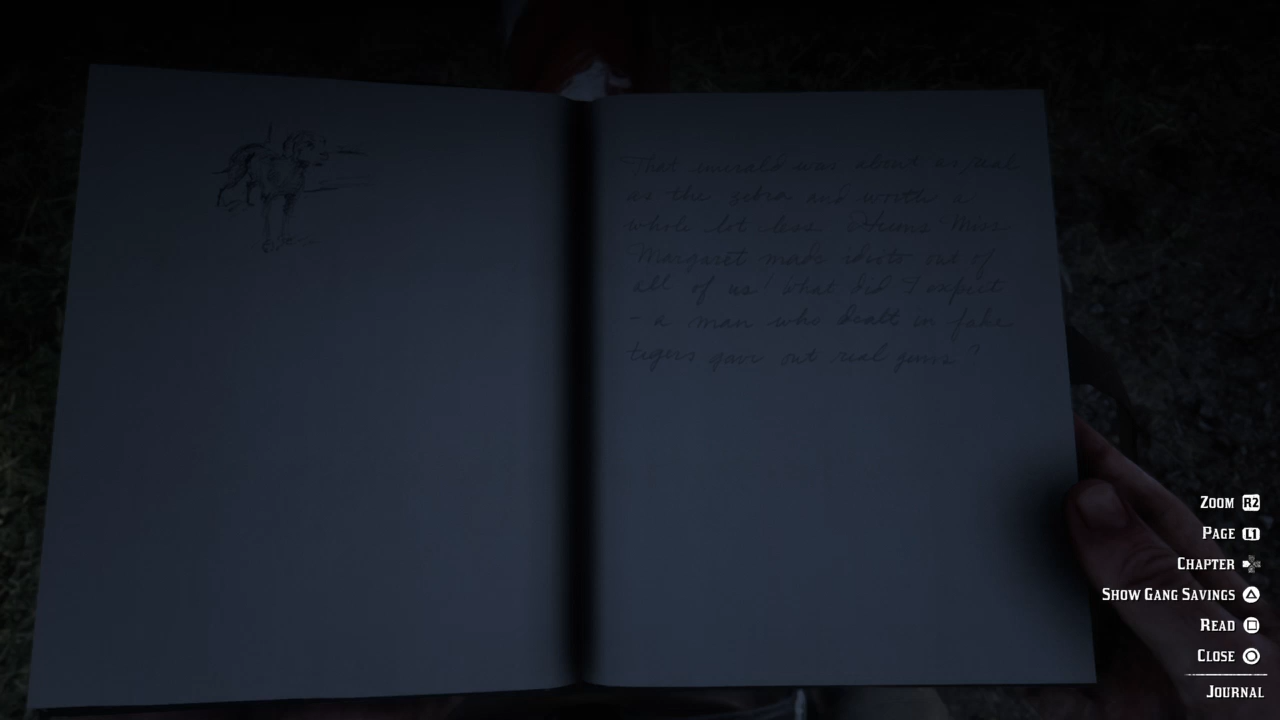 That emerald was about as real
as the zebra and worth a
whole lot less. Hums Miss
Margaret made idiots out of
all of us! What did I expect
- a man who dealt in fake
tigers gave out real gems?
ZOOM R2
PAGE L1
CHAPTER
SHOW GANG SAVINGS
READ
CLOSE
JOURNAL